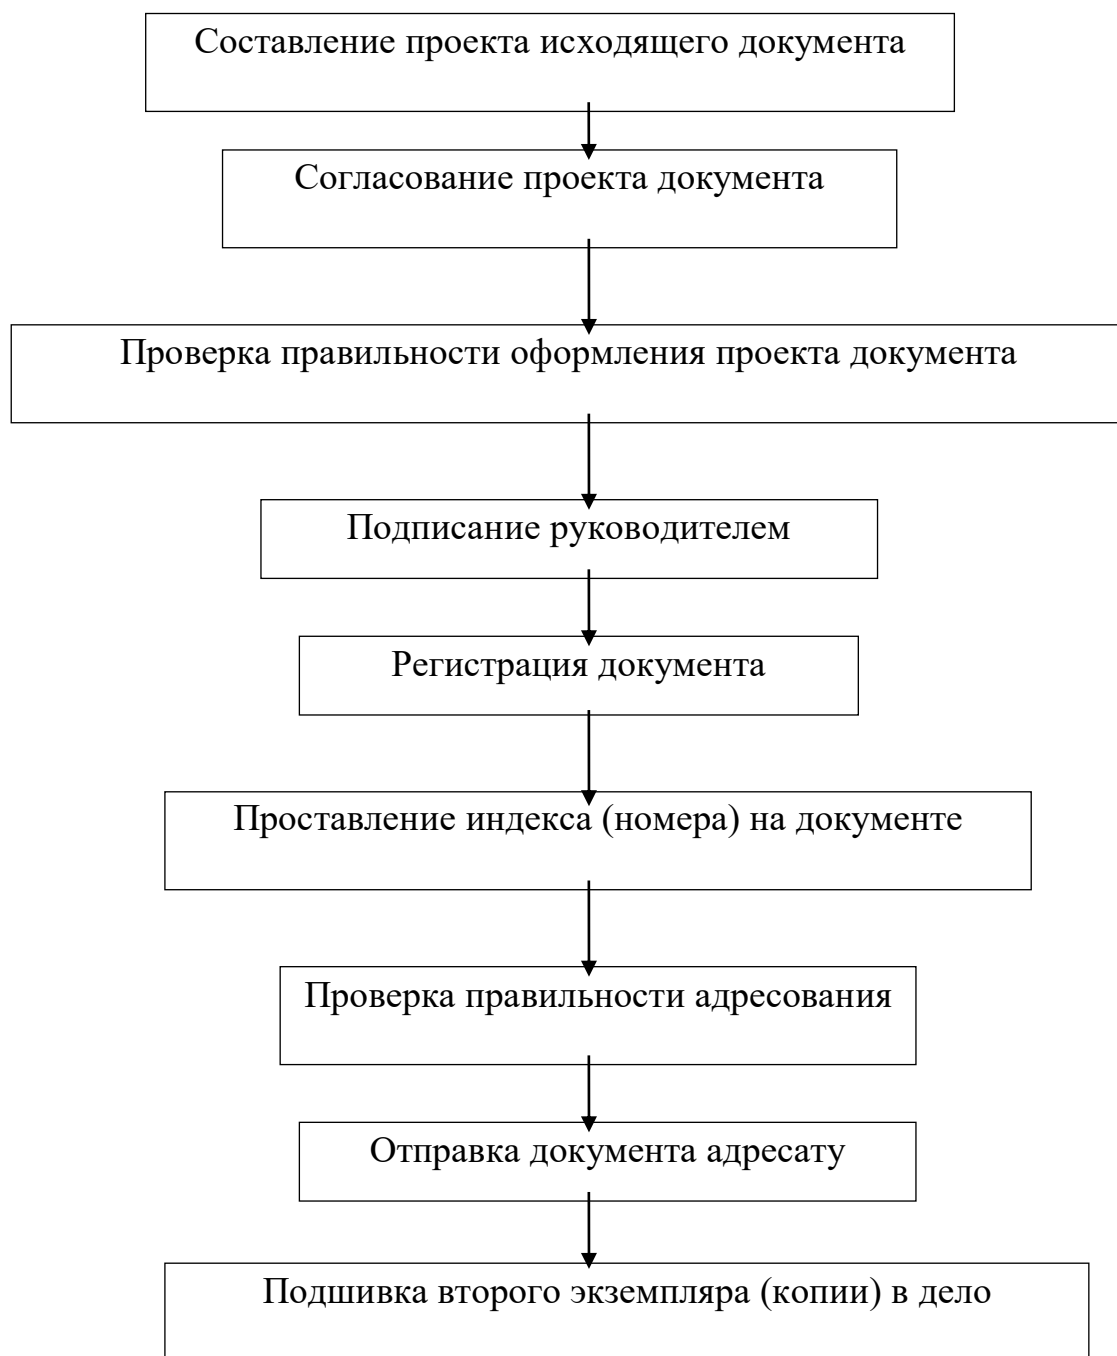 Составление проекта исходящего документа
Согласование проекта документа
Проверка правильности оформления проекта документа
Подписание руководителем
Регистрация документа
Проставление индекса (номера) на документе
Проверка правильности адресования
Отправка документа адресату
Подшивка второго экземпляра (копии) в дело